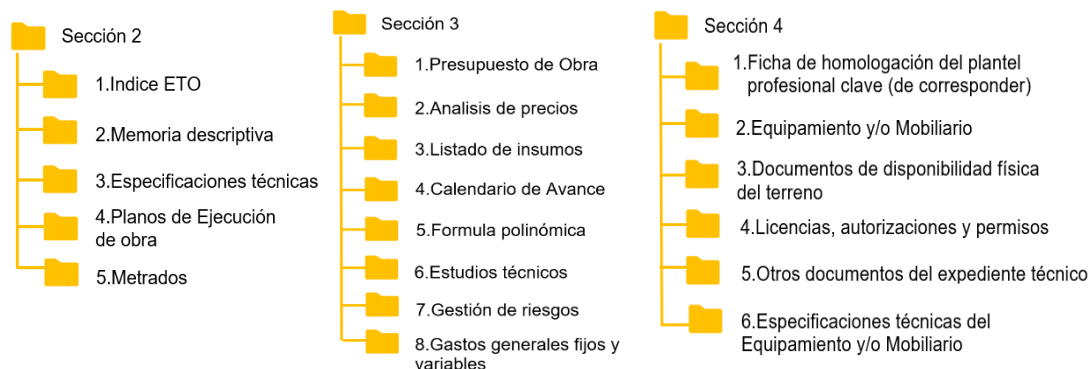 Sección 2
1.Indice ETO
2.Memoria descriptiva
3.Especificaciones técnicas
4.Planos de Ejecución
de obra
5.Metrados
Sección 3
1.Presupuesto de Obra
2.Analisis de precios
3.Listado de insumos
4.Calendario de Avance
5.Formula polinómica
6.Estudios técnicos
7.Gestión de riesgos
8.Gastos generales fijos y
variables
Sección 4
1.Ficha de homologación del plantel
profesional clave (de corresponder)
2.Equipamiento y/o Mobiliario
3.Documentos de disponibilidad física
del terreno
4.Licencias, autorizaciones y permisos
5.Otros documentos del expediente técnico
6.Especificaciones técnicas del
Equipamiento y/o Mobiliario